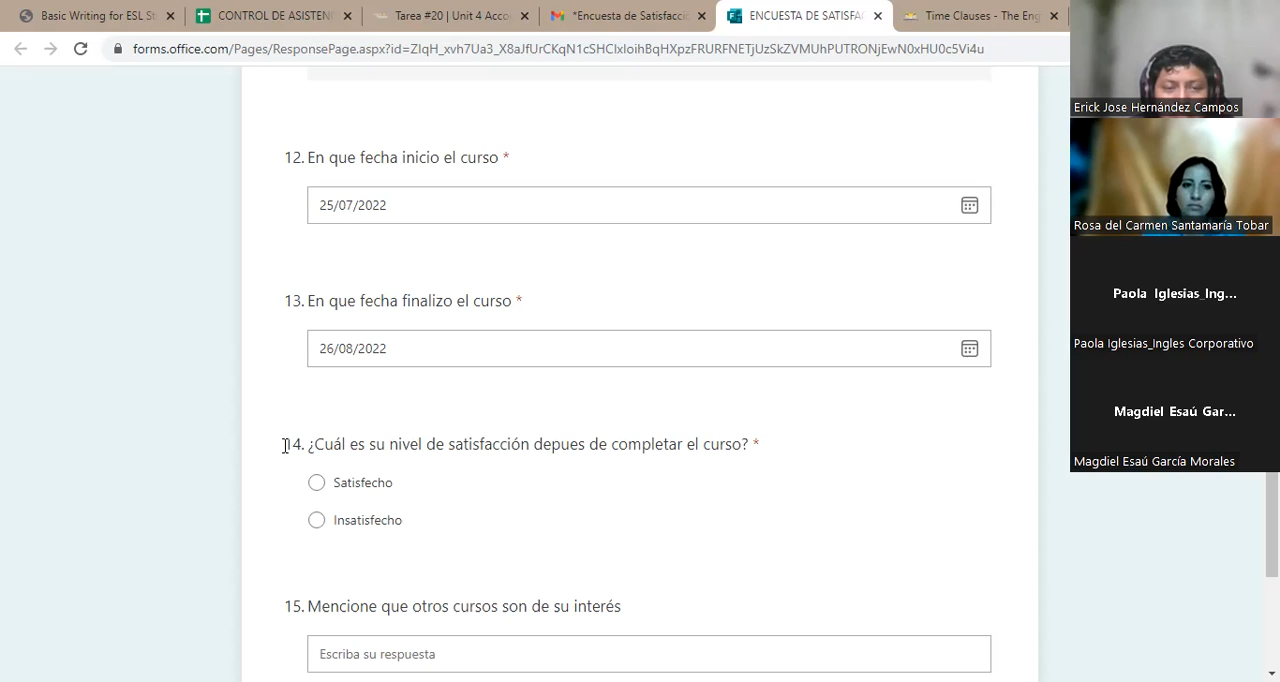 Basic Writing for ESL St
CONTROL DE ASISTENC
Tarea #20 | Unit 4 Acco
*Encuesta de Satisfacci
ENCUESTA DE SATISFA
Time Clauses - The Eng
forms.office.com/Pages/ResponsePage.aspx?id=ZIqH_xvh7Ua3_X8aJfUrCKqN1cSHCIxloihBqHXpzFRURFNETjUzSkZVMUhPUTRONjEwN0xHU0c5Vi4u
12. En que fecha inicio el curso *
25/07/2022
13. En que fecha finalizo el curso *
26/08/2022
14. ¿Cuál es su nivel de satisfacción depues de completar el curso? *
Satisfecho
Insatisfecho
15. Mencione que otros cursos son de su interés
Escriba su respuesta
Erick Jose Hernández Campos
Rosa del Carmen Santamaría Tobar
Paola Iglesias_Ing...
Paola Iglesias_Ingles Corporativo
Magdiel Esaú Gar...
Magdiel Esaú García Morales